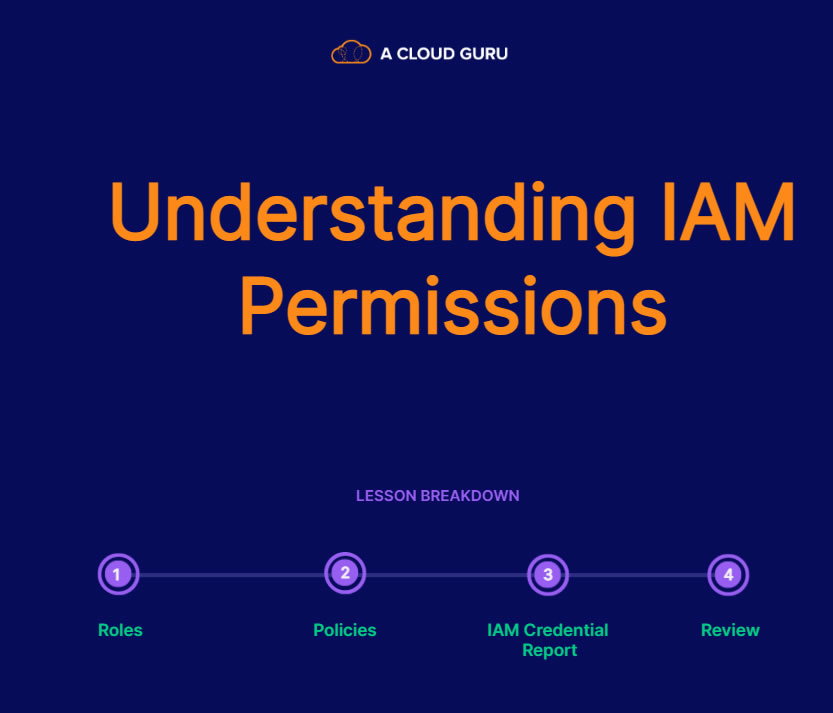 A CLOUD GURU
Understanding IAM
Permissions
LESSON BREAKDOWN
1 2 3 4
Roles Policies IAM Credential Review
Report